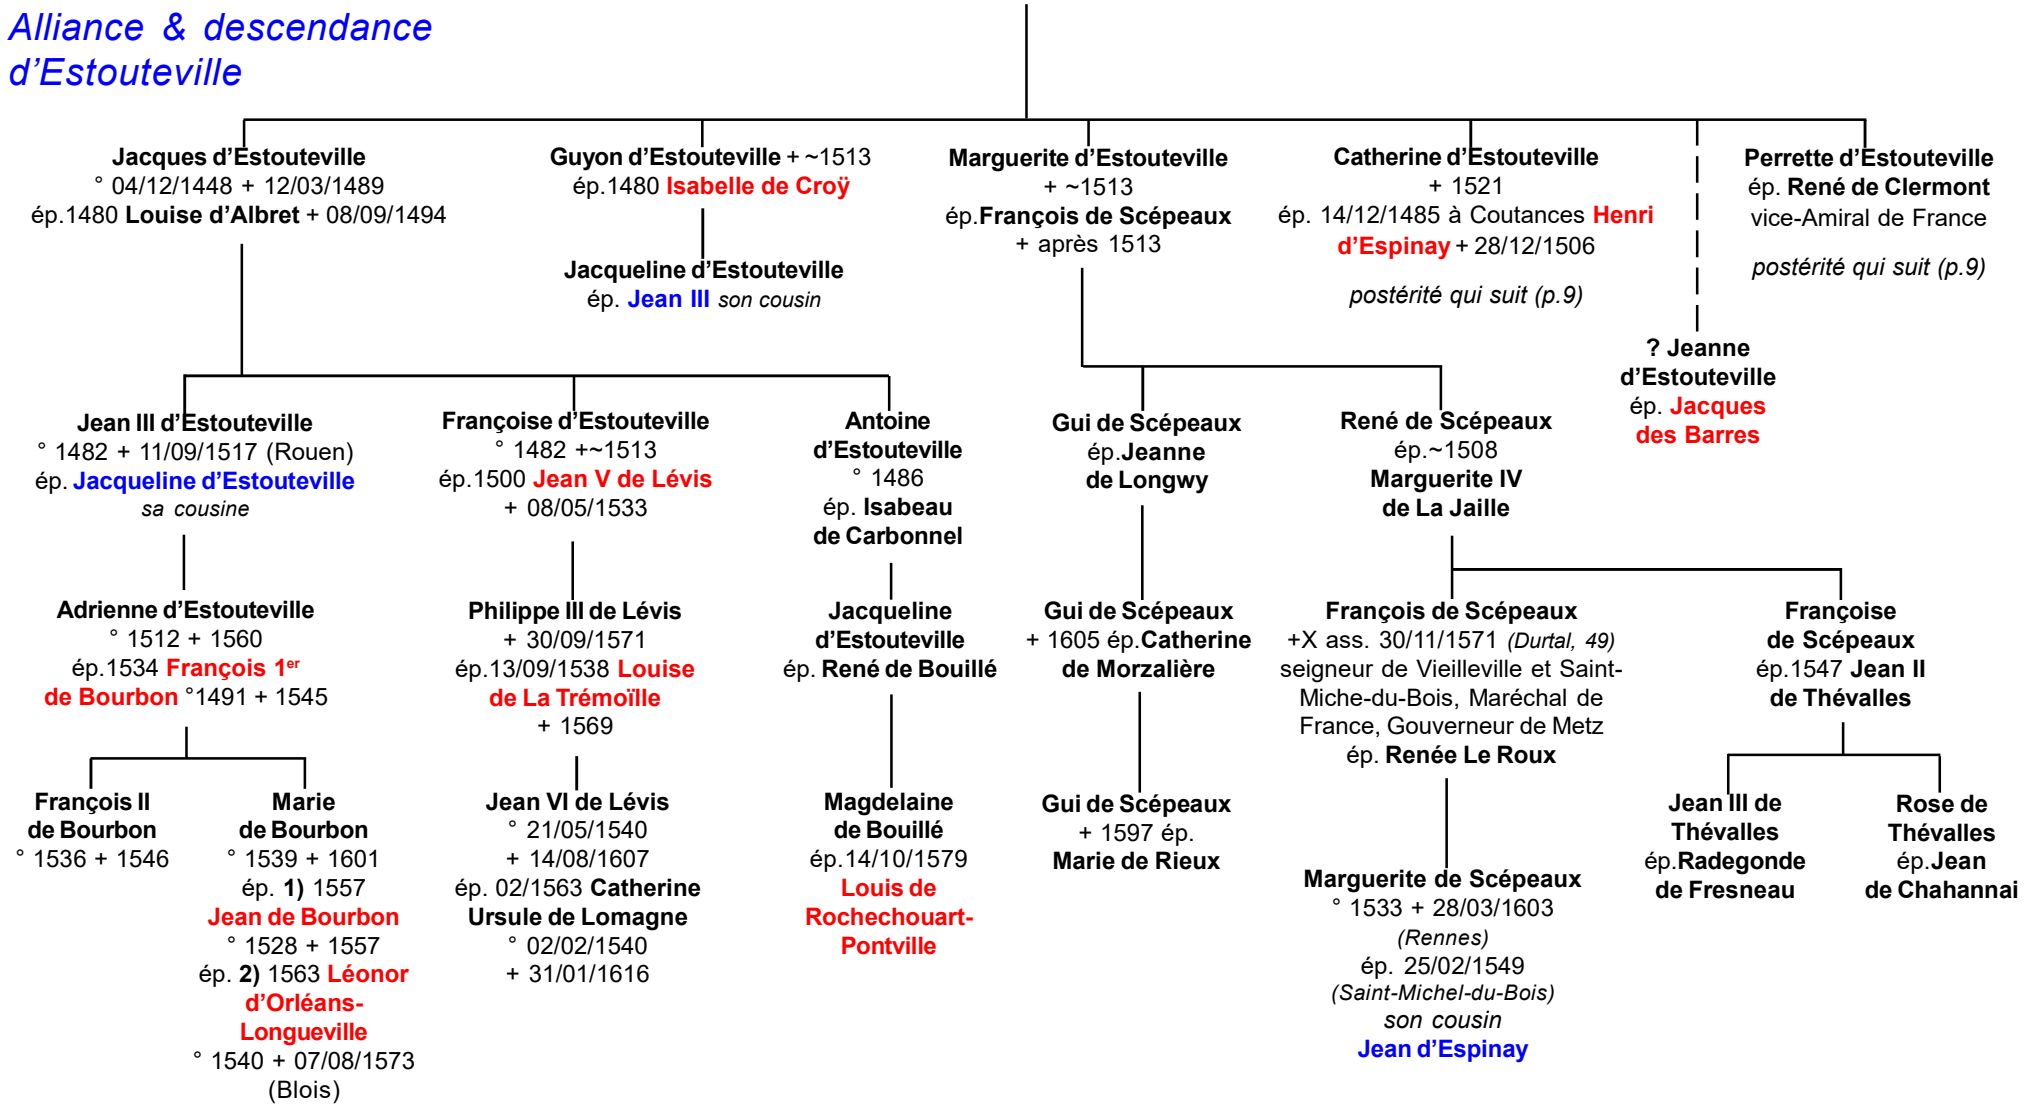 Alliance & descendance
d’Estouteville
Jacques d’Estouteville
° 04/12/1448 + 12/03/1489
ép.1480 Louise d’Albret + 08/09/1494
Guyon d’Estouteville + ~1513
ép.1480 Isabelle de Croÿ
Jacqueline d’Estouteville
ép. Jean III son cousin
Marguerite d’Estouteville
+ ~1513
ép.François de Scépeaux
+ après 1513
Catherine d’Estouteville
+ 1521
ép. 14/12/1485 à Coutances Henri
d’Espinay + 28/12/1506
postérité qui suit (p.9)
Perrette d’Estouteville
ép. René de Clermont
vice-Amiral de France
postérité qui suit (p.9)
? Jeanne
d’Estouteville
ép. Jacques
des Barres
Jean III d’Estouteville
° 1482 + 11/09/1517 (Rouen)
ép. Jacqueline d’Estouteville
sa cousine
Françoise d’Estouteville
° 1482 +~1513
ép.1500 Jean V de Lévis
+ 08/05/1533
Antoine
d’Estouteville
° 1486
ép. Isabeau
de Carbonnel
Gui de Scépeaux
ép.Jeanne
de Longwy
René de Scépeaux
ép.~1508
Marguerite IV
de La Jaille
Adrienne d’Estouteville
° 1512 + 1560
ép.1534 François 1er
de Bourbon °1491 + 1545
Philippe III de Lévis
+ 30/09/1571
ép.13/09/1538 Louise
de La Trémoïlle
+ 1569
Jacqueline
d’Estouteville
ép. René de Bouillé
Gui de Scépeaux
+ 1605 ép.Catherine
de Morzalière
François de Scépeaux
+X ass. 30/11/1571 (Durtal, 49)
seigneur de Vieilleville et Saint-
Miche-du-Bois, Maréchal de
France, Gouverneur de Metz
ép. Renée Le Roux
Françoise
de Scépeaux
ép.1547 Jean II
de Thévalles
François II
de Bourbon
° 1536 + 1546
Marie
de Bourbon
° 1539 + 1601
ép. 1) 1557
Jean de Bourbon
° 1528 + 1557
ép. 2) 1563 Léonor
d’Orléans-
Longueville
° 1540 + 07/08/1573
(Blois)
Jean VI de Lévis
° 21/05/1540
+ 14/08/1607
ép. 02/1563 Catherine
Ursule de Lomagne
° 02/02/1540
+ 31/01/1616
Magdelaine
de Bouillé
ép.14/10/1579
Louis de
Rochechouart-
Pontville
Gui de Scépeaux
+ 1597 ép.
Marie de Rieux
Marguerite de Scépeaux
° 1533 + 28/03/1603
(Rennes)
ép. 25/02/1549
(Saint-Michel-du-Bois)
son cousin
Jean d’Espinay
Jean III de
Thévalles
ép.Radegonde
de Fresneau
Rose de
Thévalles
ép.Jean
de Chahannai